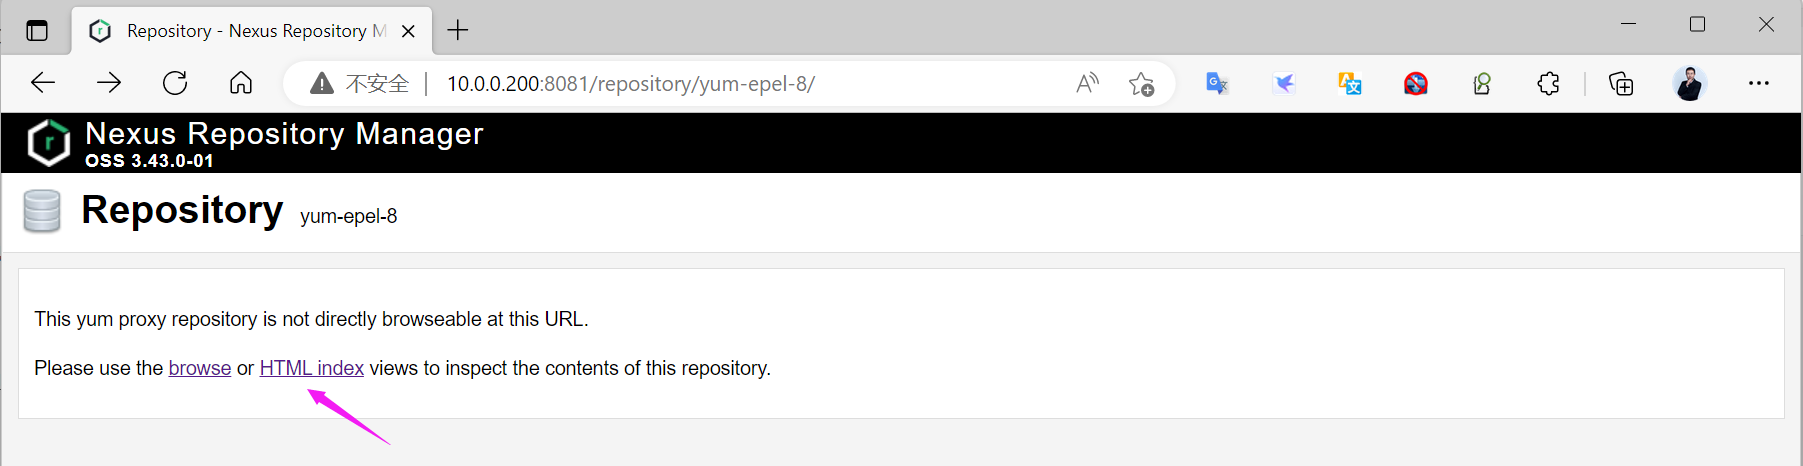 Repository - Nexus Repository M
不安全 | 10.0.0.200:8081/repository/yum-epel-8/
Nexus Repository Manager
OSS 3.43.0-01
Repository yum-epel-8
This yum proxy repository is not directly browseable at this URL.
Please use the browse or HTML index views to inspect the contents of this repository.